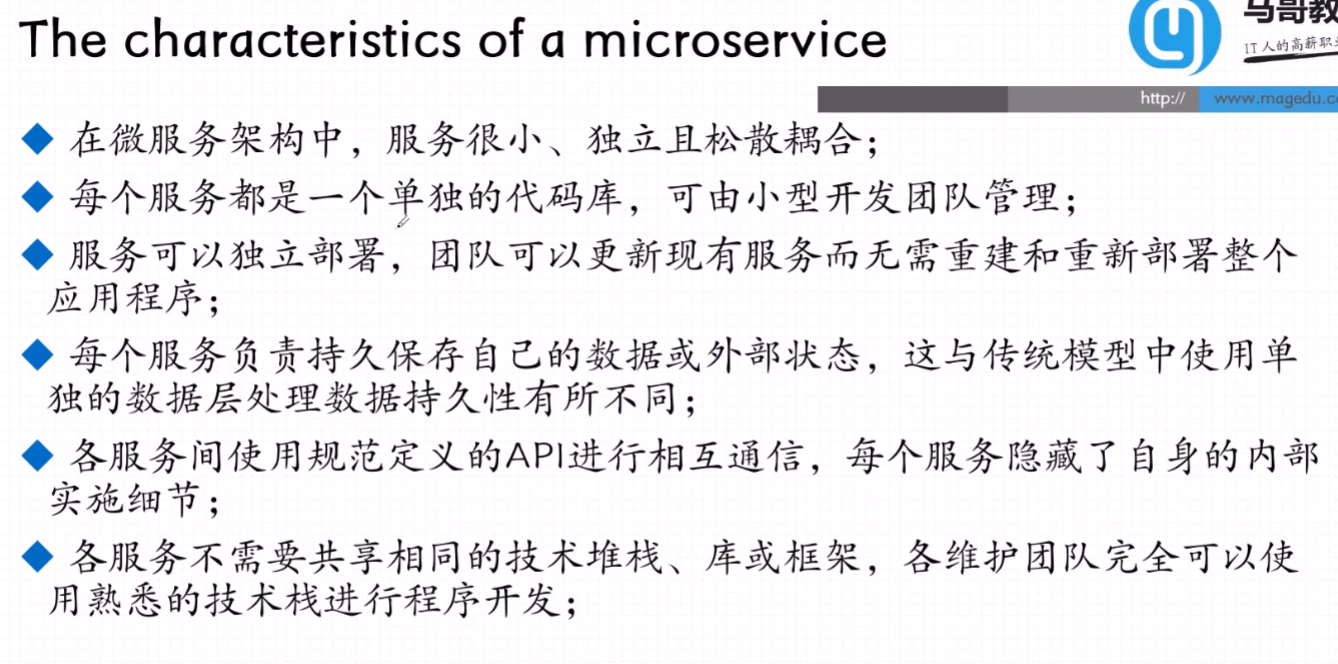 The characteristics of a microservice
马哥教
IT人的高薪职
http://
www.magedu.c
◆ 在微服务架构中，服务很小、独立且松散耦合；
◆ 每个服务都是一个单独的代码库，可由小型开发团队管理；
◆ 服务可以独立部署，团队可以更新现有服务而无需重建和重新部署整个
应用程序；
◆ 每个服务负责持久保存自己的数据或外部状态，这与传统模型中使用单
独的数据层处理数据持久性有所不同；
◆ 各服务间使用规范定义的API进行相互通信，每个服务隐藏了自身的内部
实施细节；
◆ 各服务不需要共享相同的技术堆栈、库或框架，各维护团队完全可以使
用熟悉的技术栈进行程序开发；